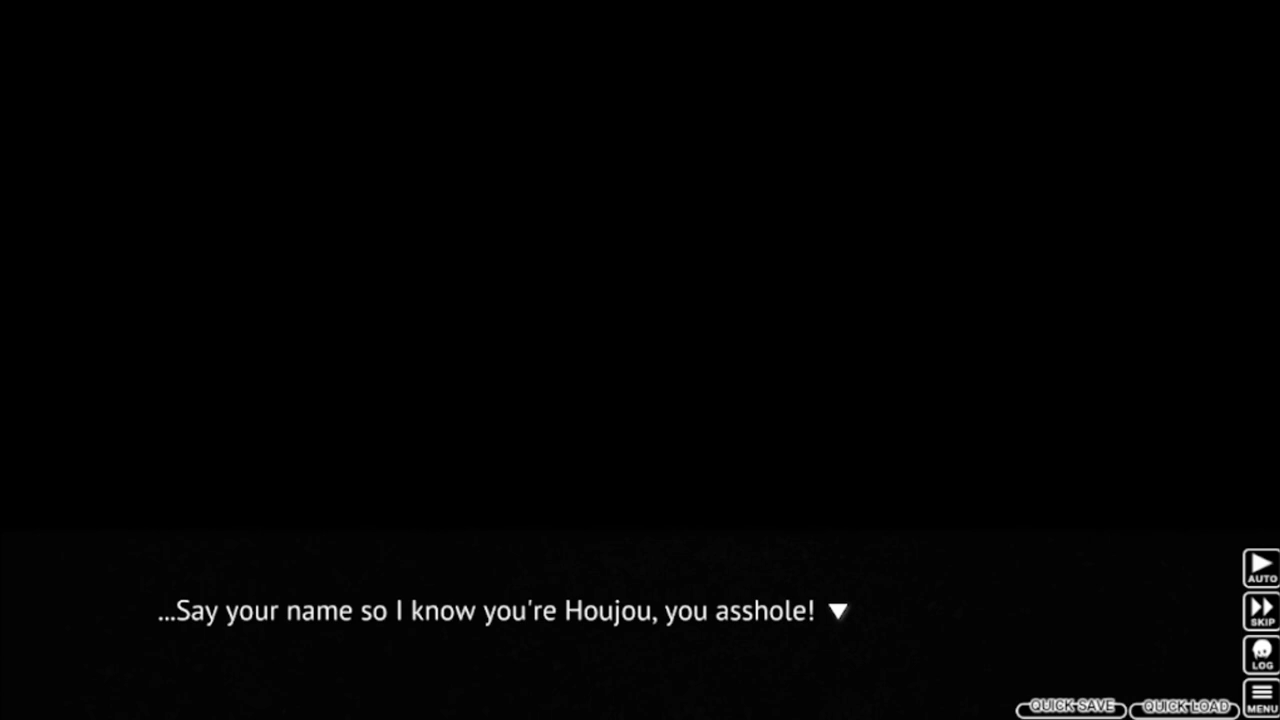 ...Say your name so I know you're Houjou, you asshole!
AUTO
SKIP
LOG
MENU
QUICK SAVE
QUICK LOAD